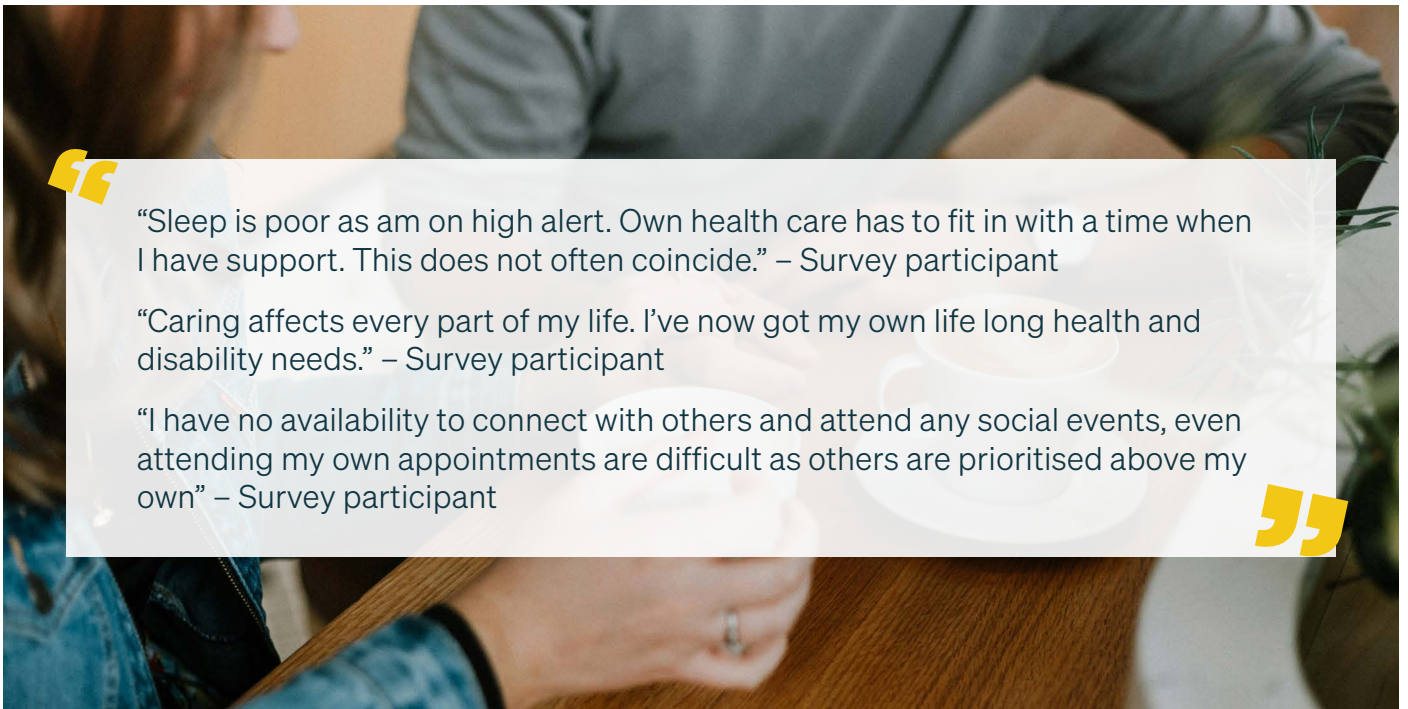 “Sleep is poor as am on high alert. Own health care has to fit in with a time when
I have support. This does not often coincide.” – Survey participant
“Caring affects every part of my life. I’ve now got my own life long health and
disability needs.” – Survey participant
“I have no availability to connect with others and attend any social events, even
attending my own appointments are difficult as others are prioritised above my
own” – Survey participant